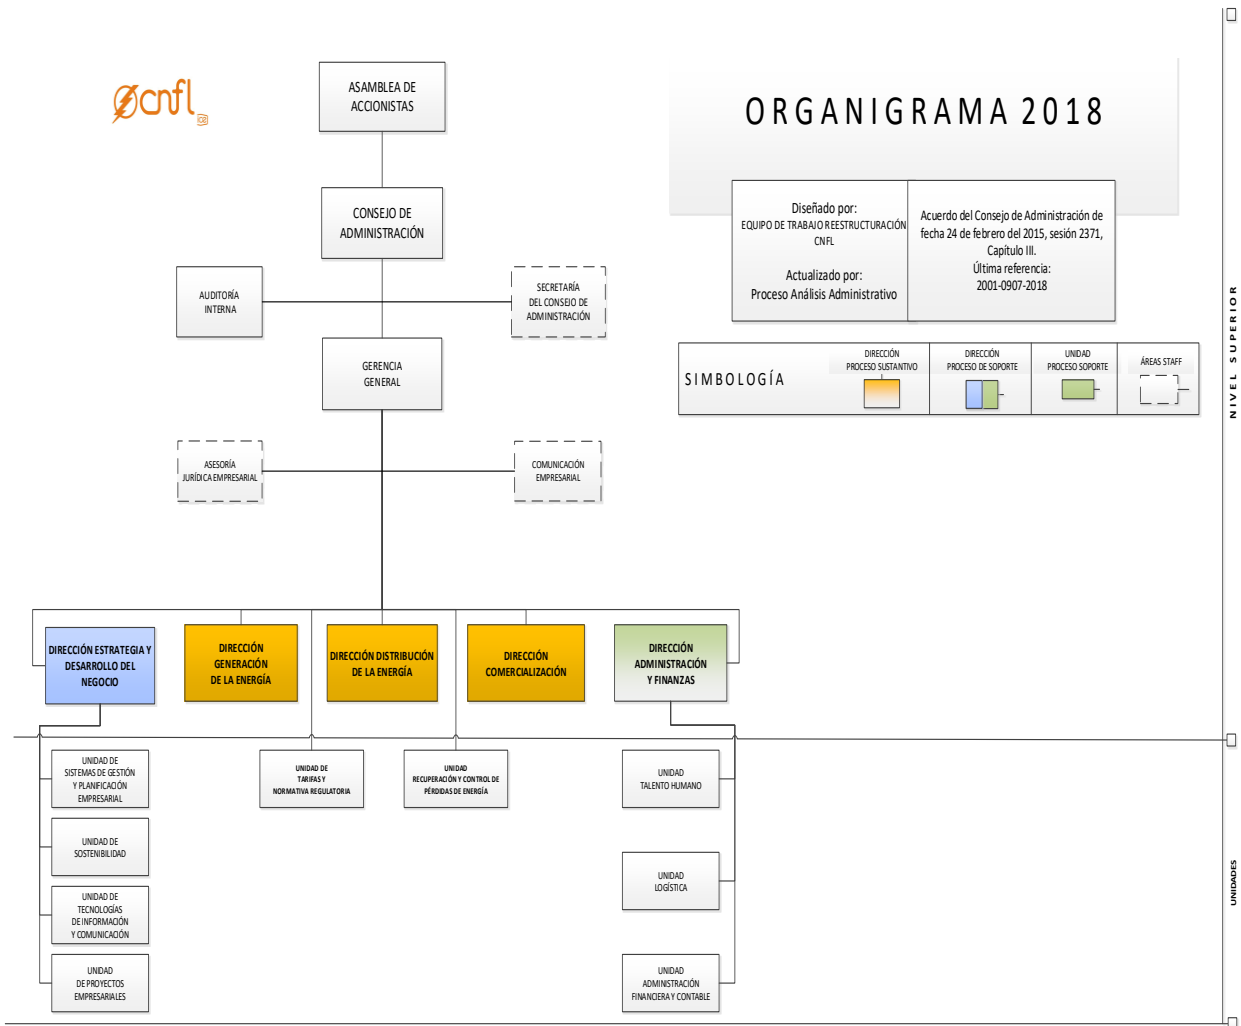 cnfl
ORGANIGRAMA 2018
ASAMBLEA DE
ACCIONISTAS
CONSEJO DE
ADMINISTRACIÓN
Diseñado por:
EQUIPO DE TRABAJO REESTRUCTURACIÓN
CNFL
Actualizado por:
Proceso Análisis Administrativo
Acuerdo del Consejo de Administración de
fecha 24 de febrero del 2015, sesión 2371,
Capítulo III.
Última referencia:
2001-0907-2018
AUDITORÍA
INTERNA
SECRETARÍA
DEL CONSEJO DE
ADMINISTRACIÓN
GERENCIA
GENERAL
SIMBOLOGÍA
DIRECCIÓN
PROCESO SUSTANTIVO
DIRECCIÓN
PROCESO DE SOPORTE
UNIDAD
PROCESO SOPORTE
ÁREAS STAFF
NIVEL SUPERIOR
ASESORÍA
JURÍDICA EMPRESARIAL
COMUNICACIÓN
EMPRESARIAL
DIRECCIÓN ESTRATEGIA Y
DESARROLLO DEL
NEGOCIO
DIRECCIÓN
GENERACIÓN
DE LA ENERGÍA
DIRECCIÓN DISTRIBUCIÓN
DE LA ENERGÍA
DIRECCIÓN
COMERCIALIZACIÓN
DIRECCIÓN
ADMINISTRACIÓN
Y FINANZAS
UNIDAD DE
SISTEMAS DE GESTIÓN
Y PLANIFICACIÓN
EMPRESARIAL
UNIDAD DE
TARIFAS Y
NORMATIVA REGULATORIA
UNIDAD
RECUPERACIÓN Y CONTROL DE
PÉRDIDAS DE ENERGÍA
UNIDAD
TALENTO HUMANO
UNIDAD DE
SOSTENIBILIDAD
UNIDAD
LOGÍSTICA
UNIDADES
UNIDAD DE
TECNOLOGÍAS
DE INFORMACIÓN
Y COMUNICACIÓN
UNIDAD
DE PROYECTOS
EMPRESARIALES
UNIDAD
ADMINISTRACIÓN
FINANCIERA Y CONTABLE